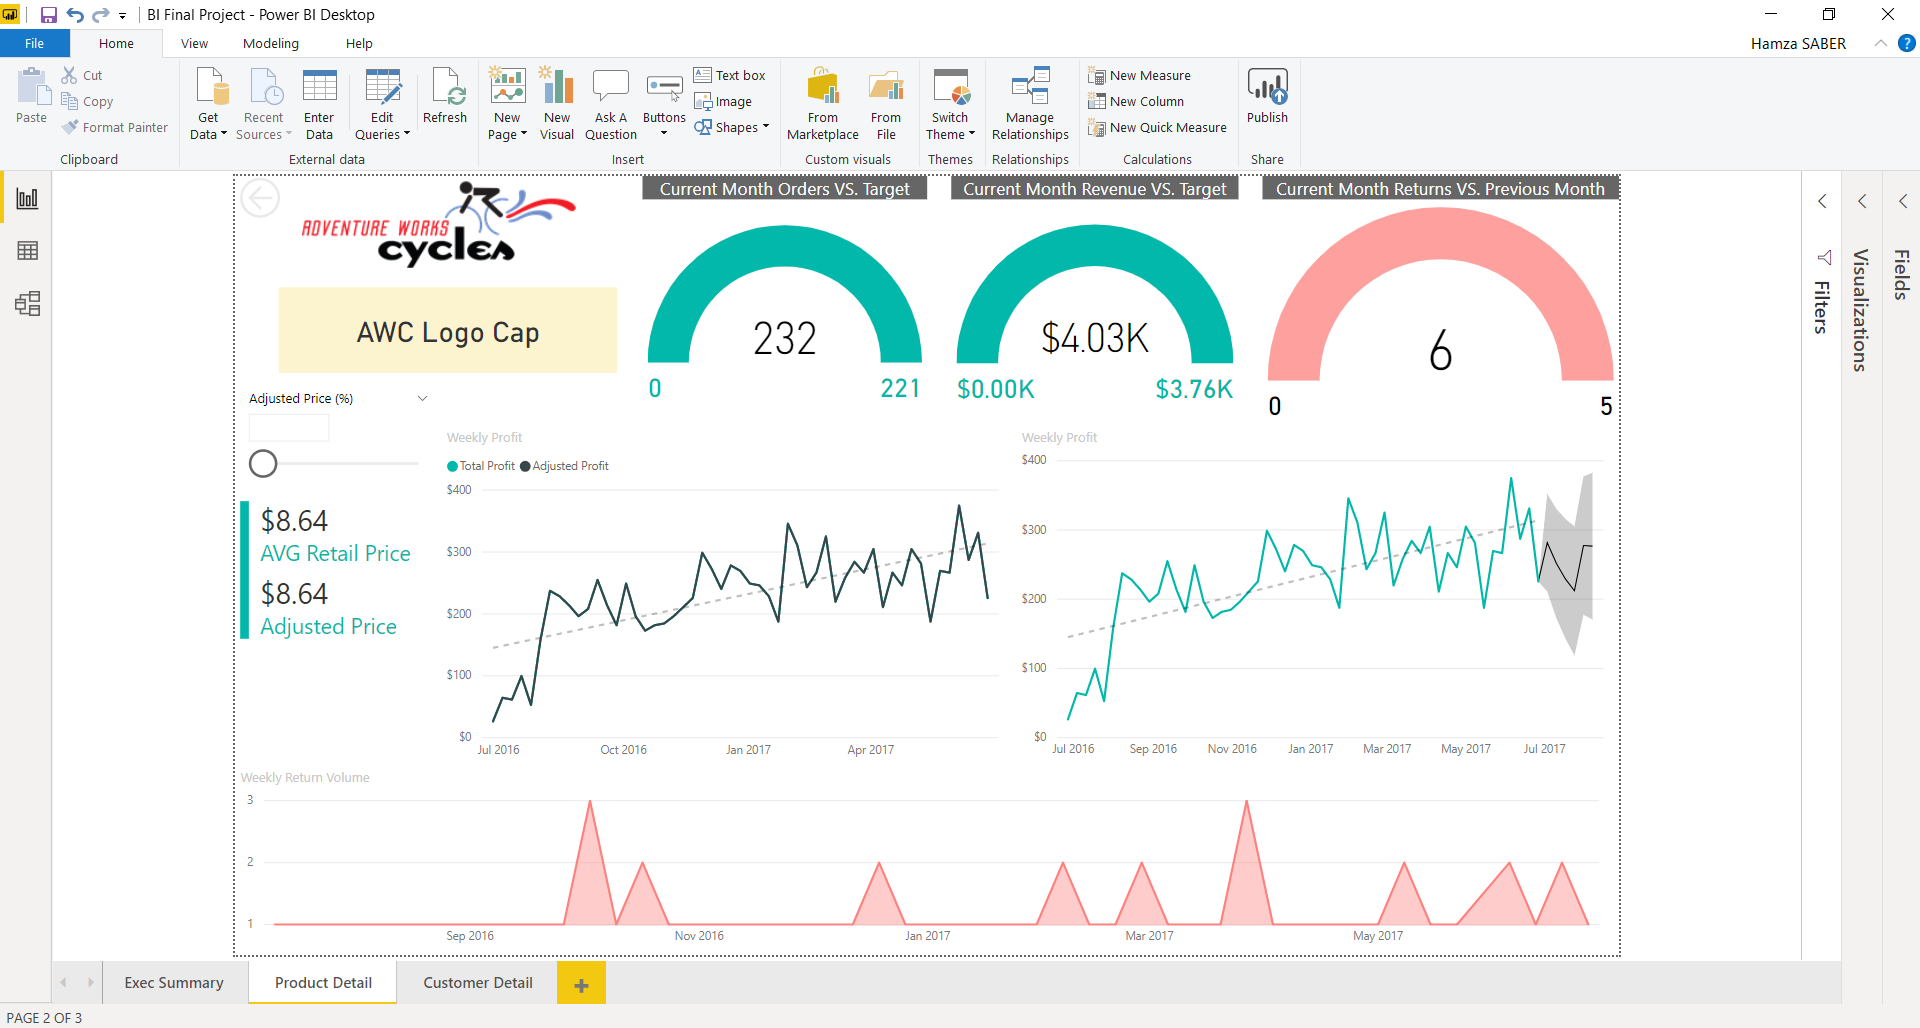 BI Final Project - Power BI Desktop
File Home View Modeling Help Hamza SABER ?
Paste Cut Copy Format Painter
Clipboard
Get Data Recent Sources Enter Data Edit Queries Refresh
External data
New Page New Visual Ask A Question Buttons Text box Image Shapes
Insert
From Marketplace From File
Custom visuals
Switch Theme
Themes
Manage Relationships
Relationships
New Measure
New Column
New Quick Measure
Calculations
Publish
Share
ADVENTURE WORKS
cycles
AWC Logo Cap
Current Month Orders VS. Target
232
0 221
Current Month Revenue VS. Target
$4.03K
$0.00K $3.76K
Current Month Returns VS. Previous Month
6
0 5
Filters
Visualizations
Fields
Adjusted Price (%)
$8.64
AVG Retail Price
$8.64
Adjusted Price
Weekly Profit
Total Profit Adjusted Profit
$400
$300
$200
$100
$0
Jul 2016 Oct 2016 Jan 2017 Apr 2017
Weekly Profit
$400
$300
$200
$100
$0
Jul 2016 Sep 2016 Nov 2016 Jan 2017 Mar 2017 May 2017 Jul 2017
Weekly Return Volume
3
2
1
Sep 2016 Nov 2016 Jan 2017 Mar 2017 May 2017
Exec Summary Product Detail Customer Detail +
PAGE 2 OF 3